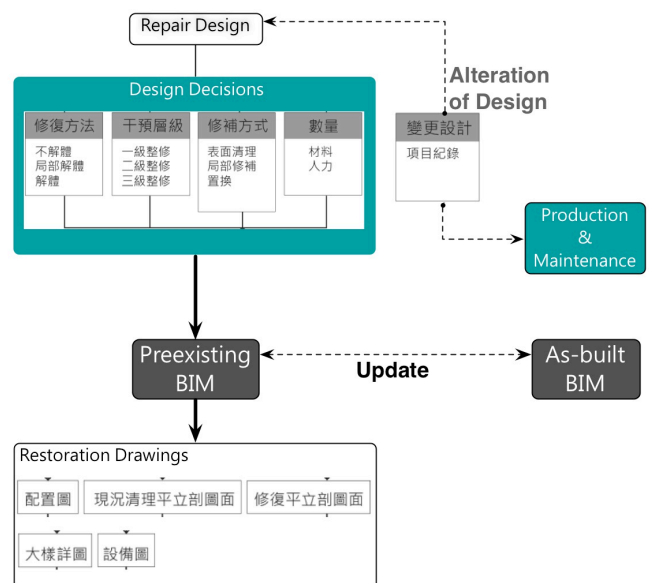 Repair Design
Design Decisions
修復方法
不解體
局部解體
解體
干預層級
一級整修
二級整修
三級整修
修補方式
表面清理
局部修補
置換
數量
材料
人力
Alteration
of Design
變更設計
項目紀錄
Production
&
Maintenance
Preexisting
BIM
Update
As-built
BIM
Restoration Drawings
配置圖
現況清理平立剖圖面
修復平立剖圖面
大樣詳圖
設備圖